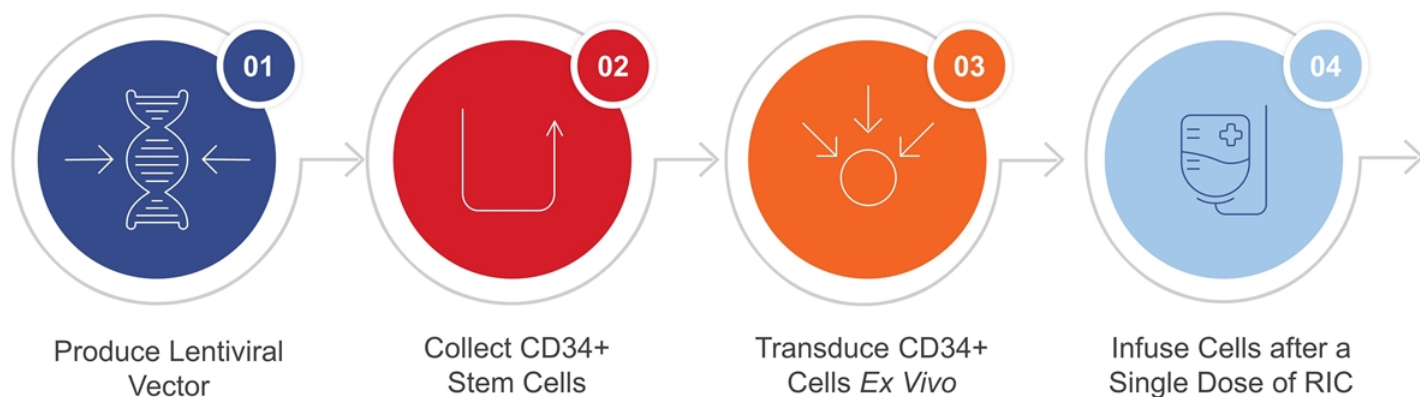 01
02
03
04
Produce Lentiviral
Vector
Collect CD34+
Stem Cells
Transduce CD34+
Cells Ex Vivo
Infuse Cells after a
Single Dose of RIC